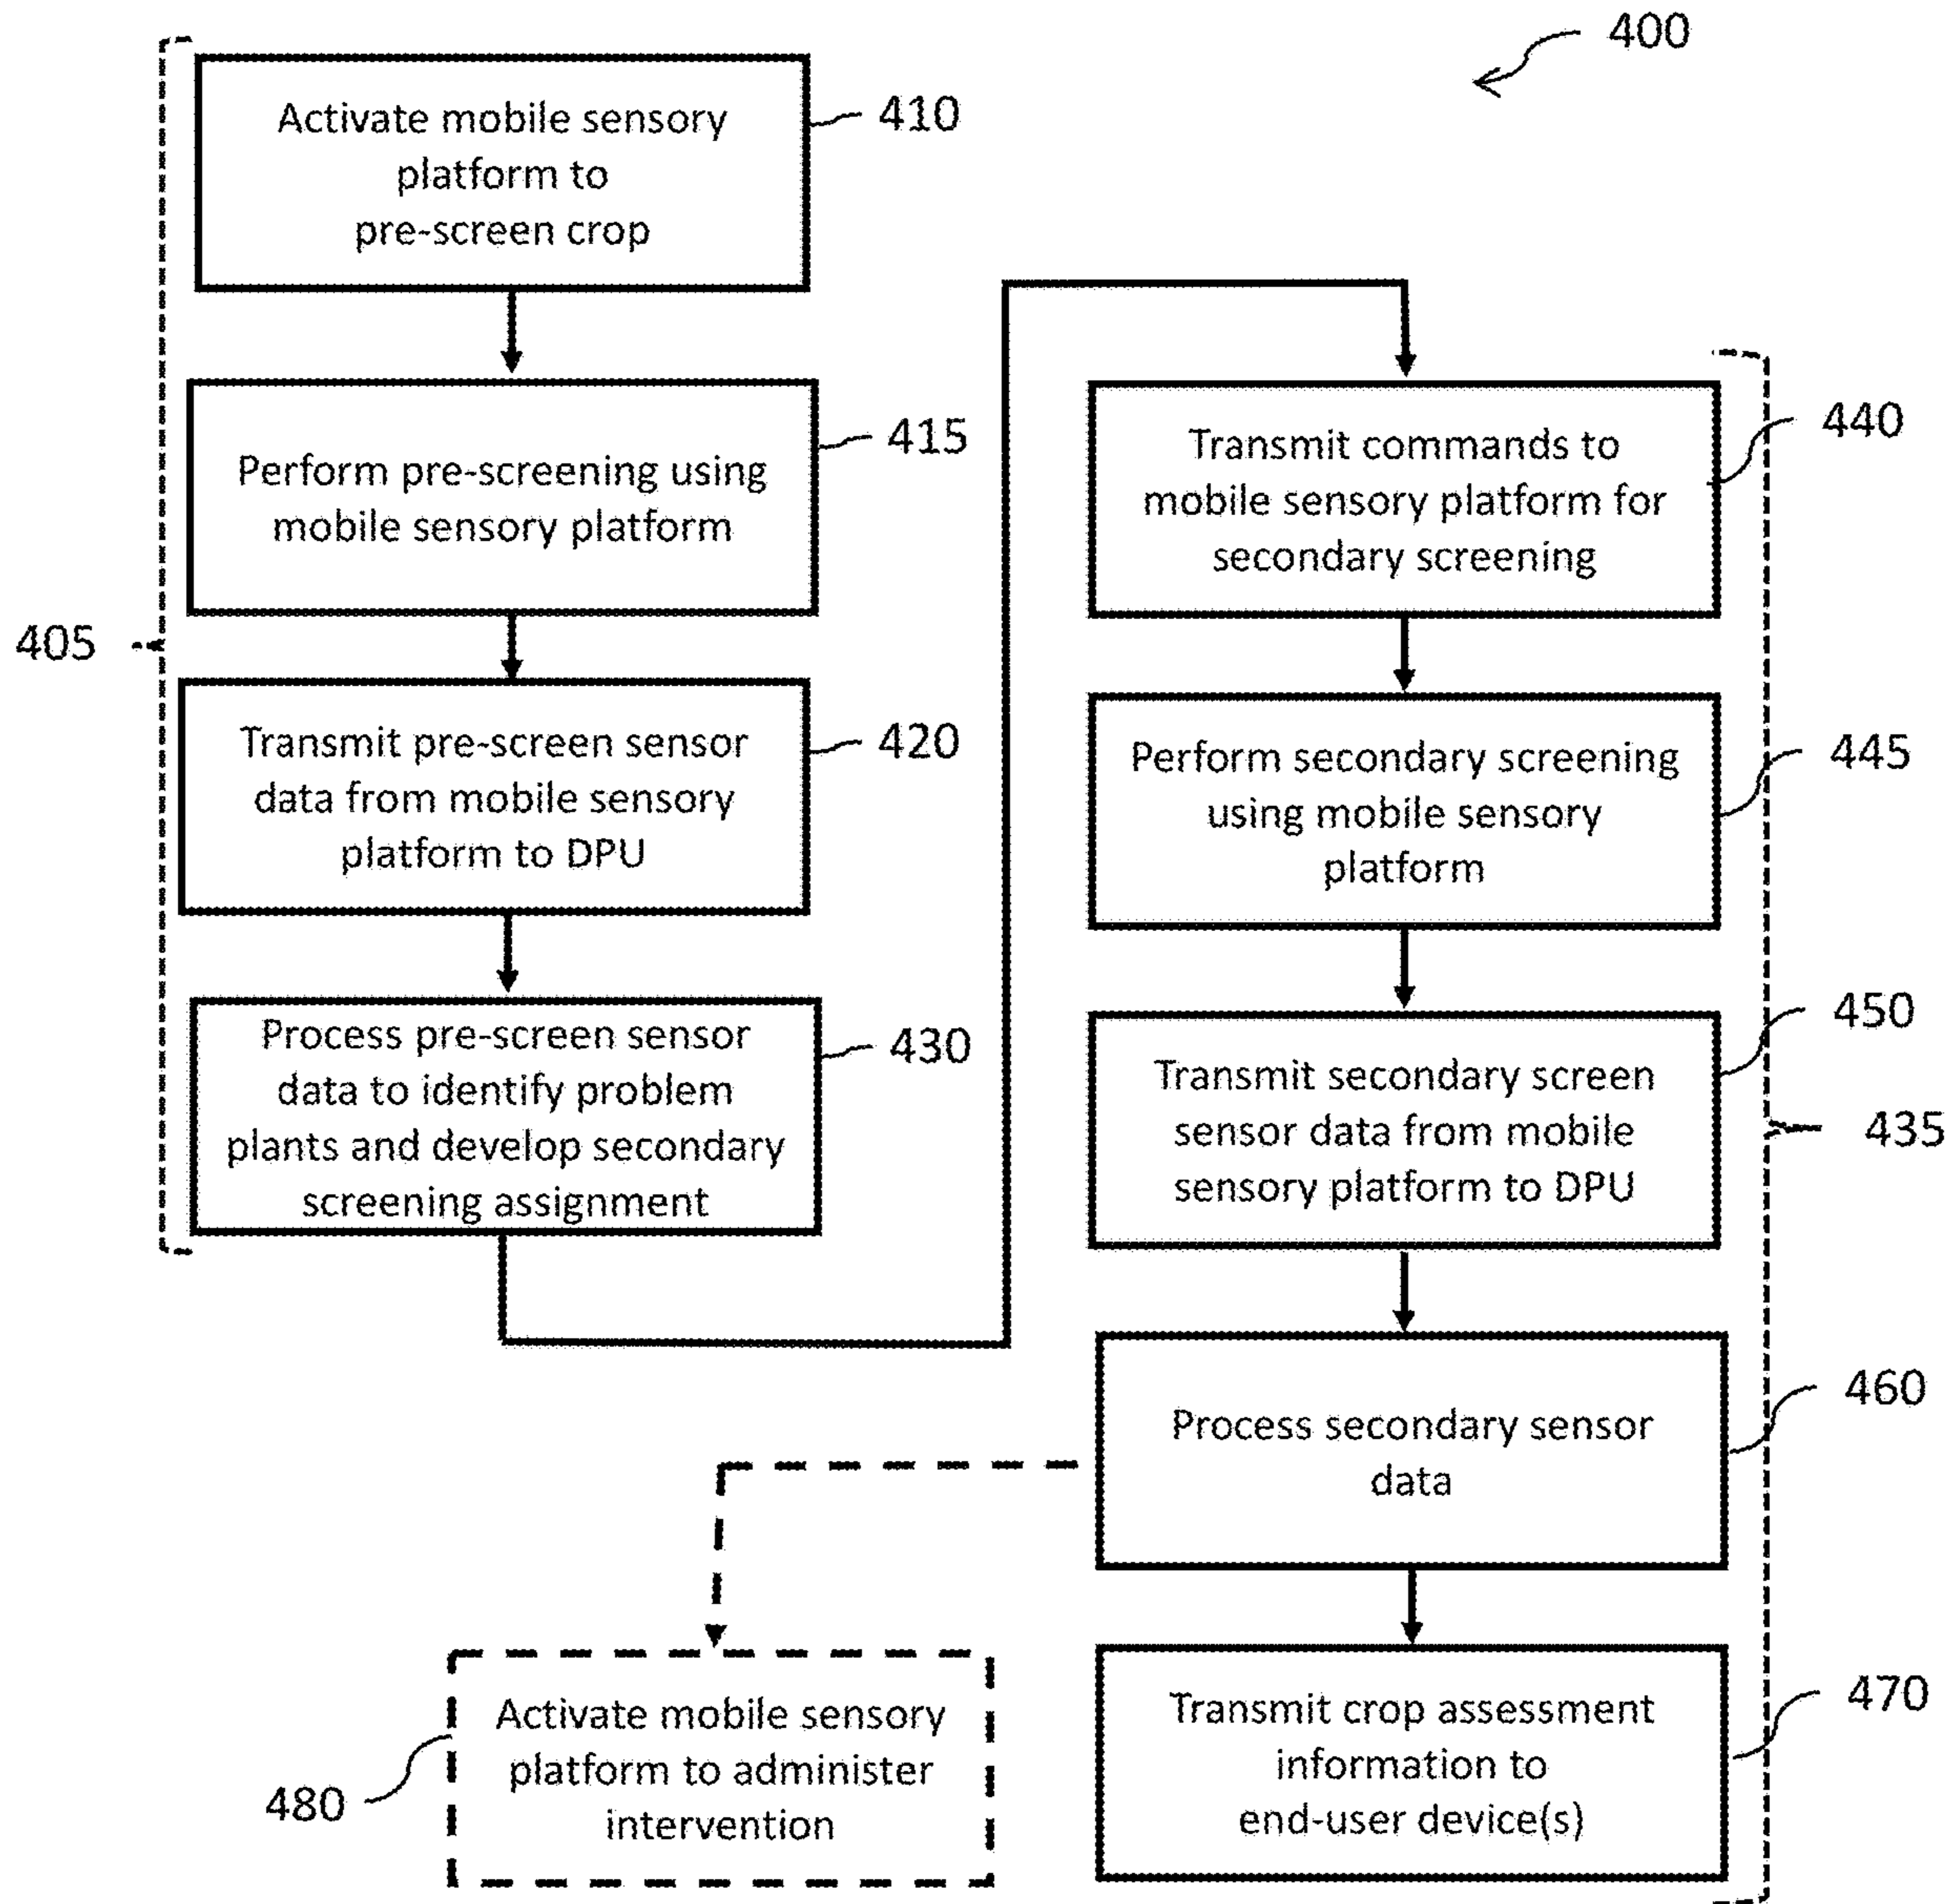 400
405
Activate mobile sensory
platform to
pre-screen crop
410
Perform pre-screening using
mobile sensory platform
415
Transmit pre-screen sensor
data from mobile sensory
platform to DPU
420
Process pre-screen sensor
data to identify problem
plants and develop secondary
screening assignment
430
435
Transmit commands to
mobile sensory platform for
secondary screening
440
Perform secondary screening
using mobile sensory
platform
445
Transmit secondary screen
sensor data from mobile
sensory platform to DPU
450
Process secondary sensor
data
460
Transmit crop assessment
information to
end-user device(s)
470
Activate mobile sensory
platform to administer
intervention
480